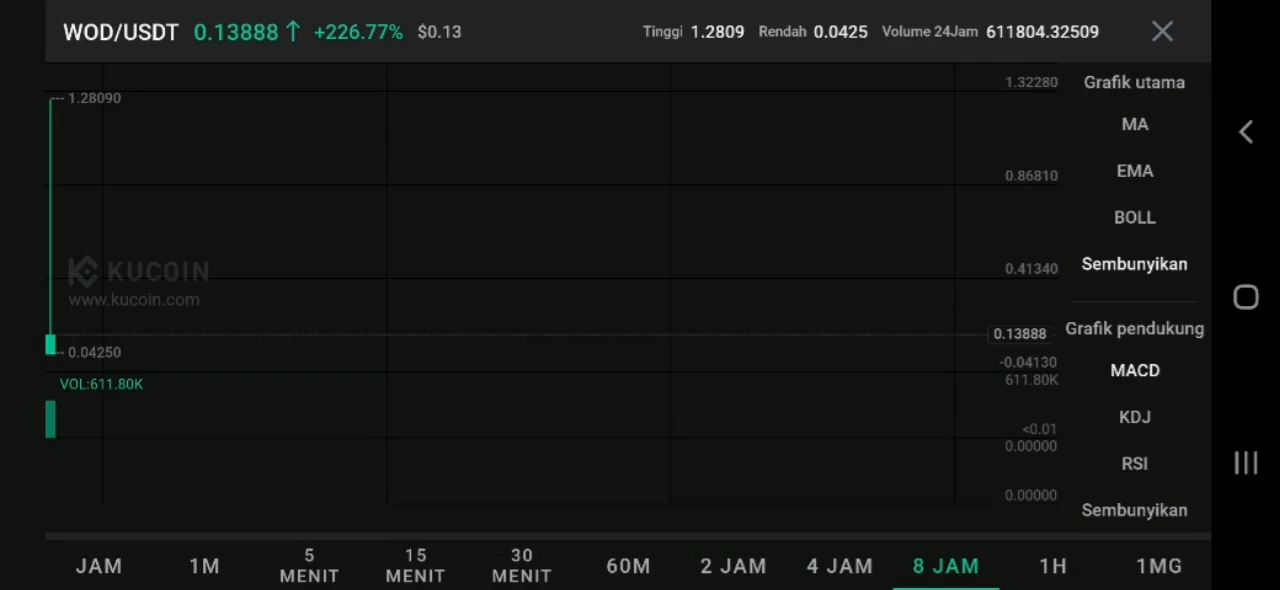 WOD/USDT 0.13888 ↑ +226.77% $0.13 Tinggi 1.2809 Rendah 0.0425 Volume 24Jam 611804.32509
1.32280
1.28090
0.86810
KUCOIN
www.kucoin.com
0.41340
0.13888
0.04250
-0.04130
VOL:611.80K
611.80K
<0.01
0.00000
0.00000
Grafik utama
MA
EMA
BOLL
Sembunyikan
Grafik pendukung
MACD
KDJ
RSI
Sembunyikan
JAM 1M 5 MENIT 15 MENIT 30 MENIT 60M 2 JAM 4 JAM 8 JAM 1H 1MG